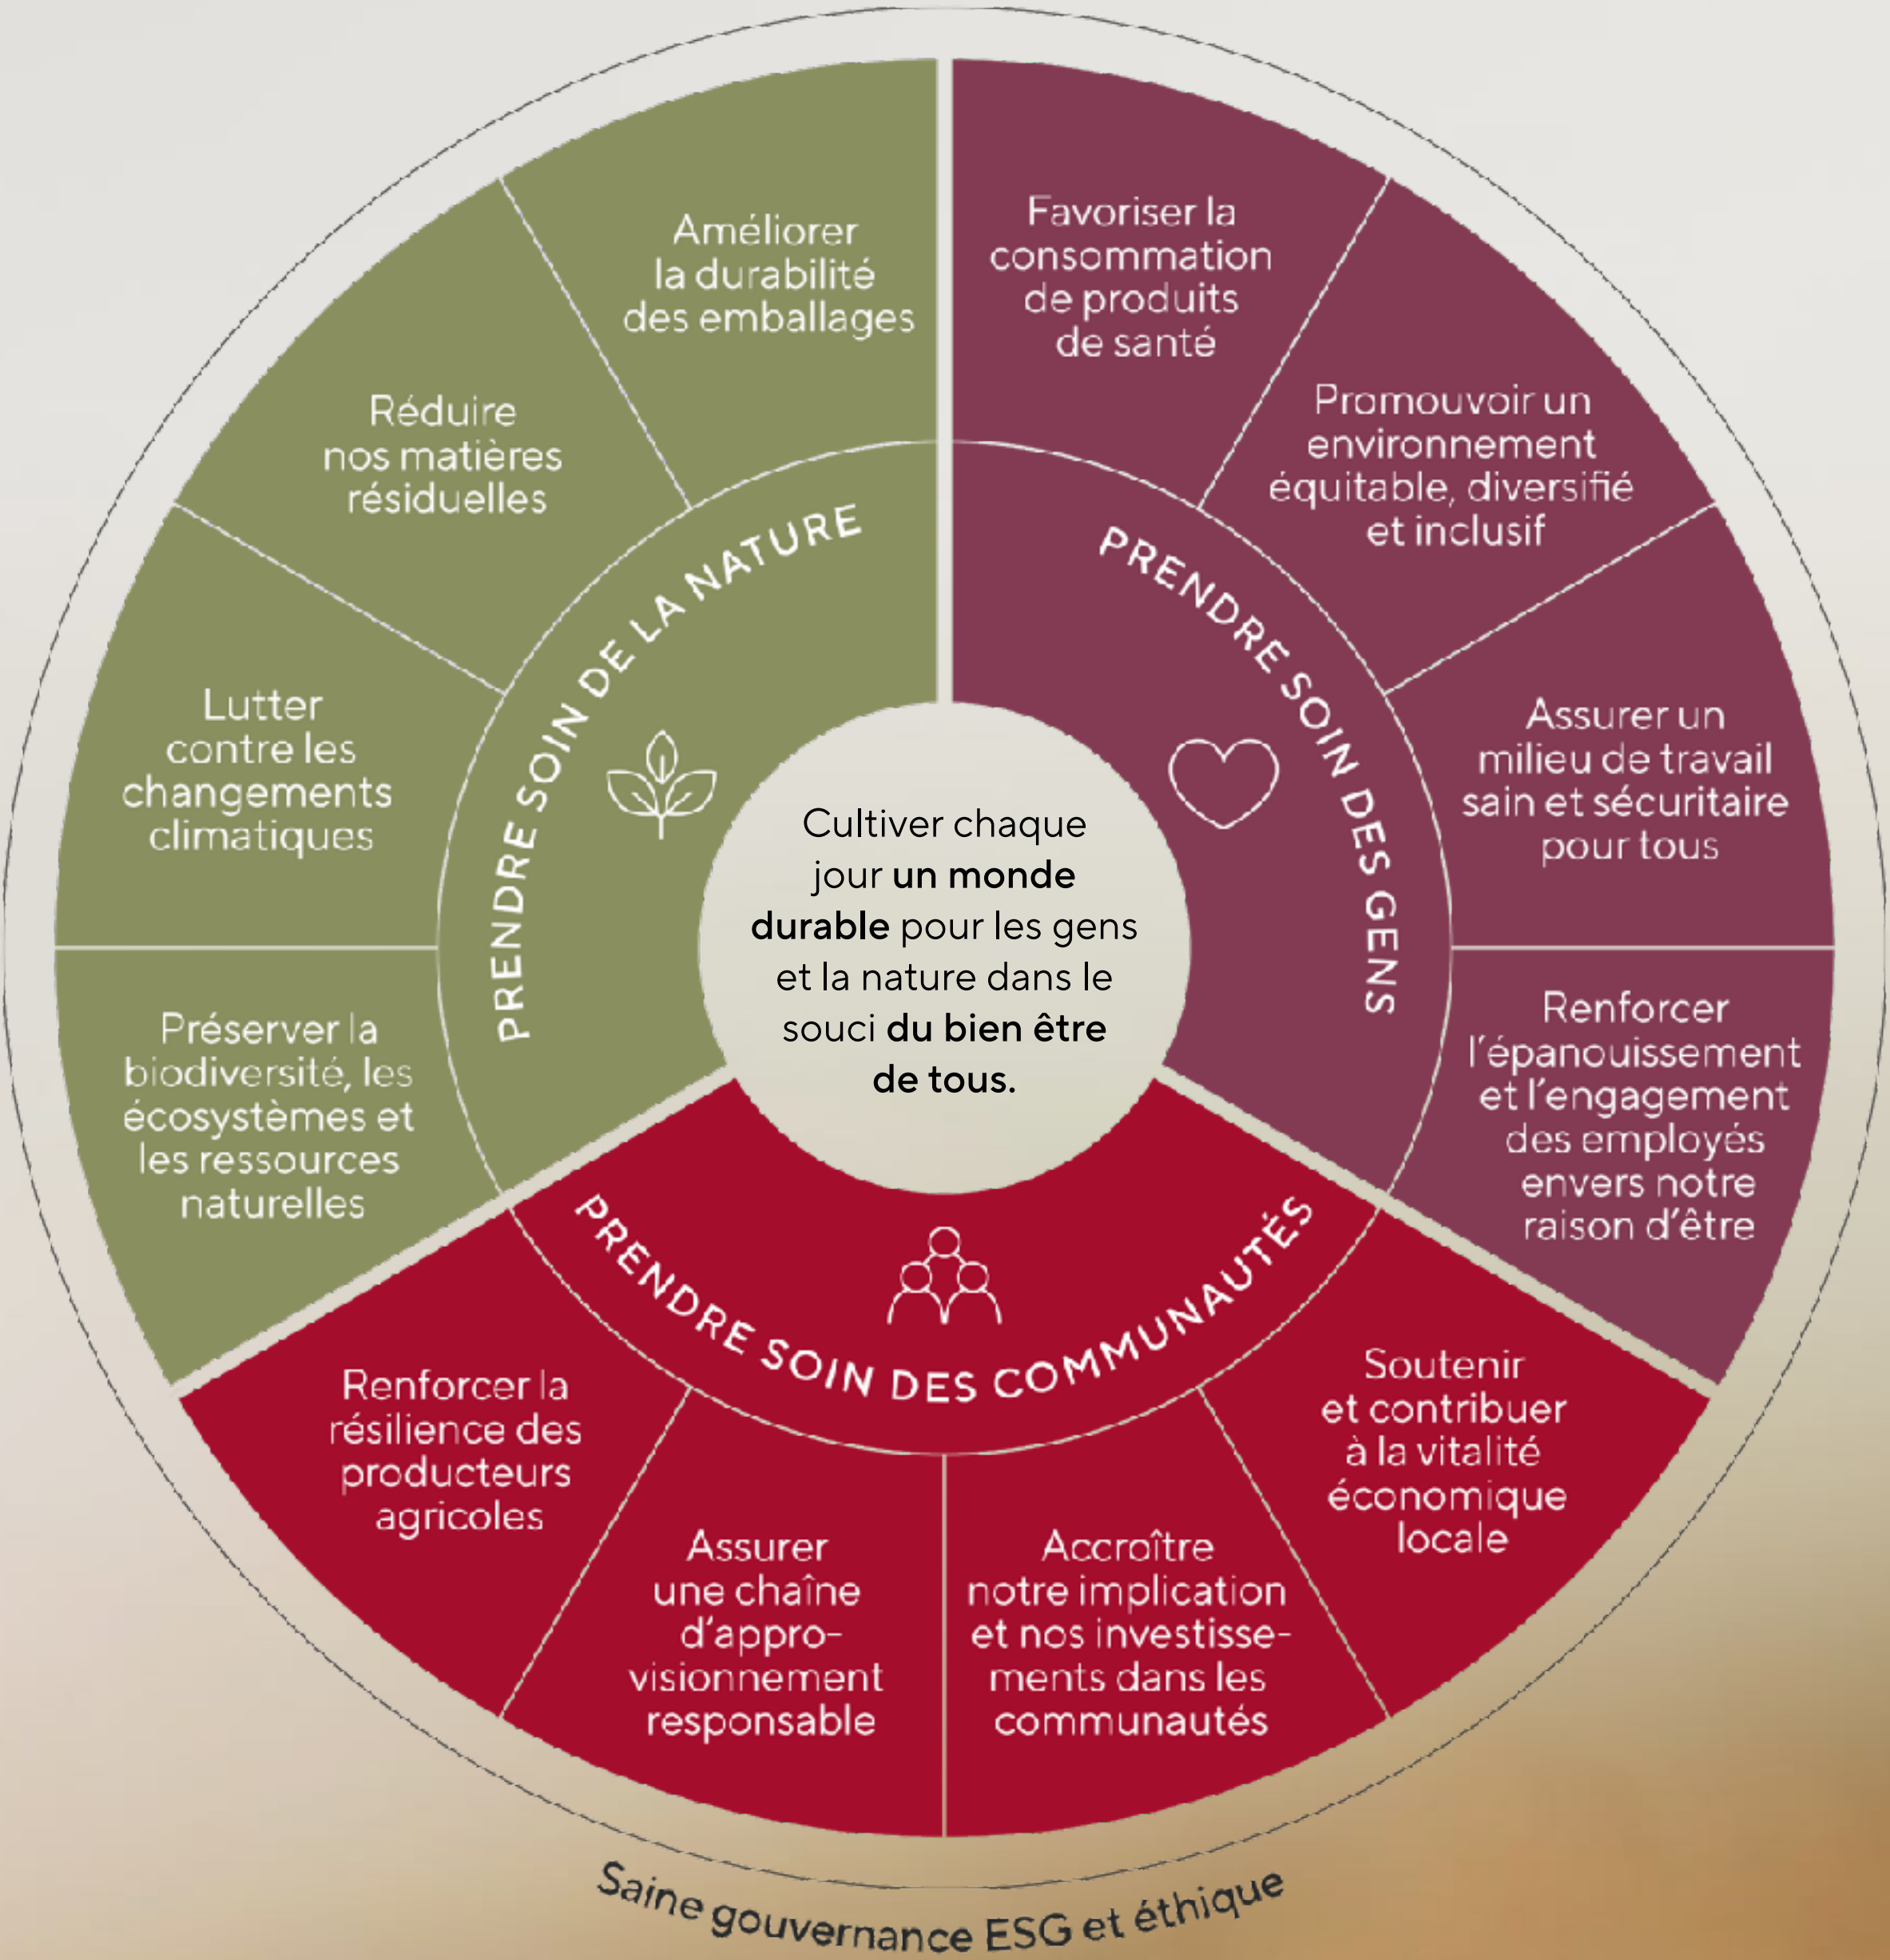 Améliorer
la durabilité
des emballages
Réduire
nos matières
résiduelles
Lutter
contre les
changements
climatiques
Préserver la
biodiversité, les
écosystèmes et
les ressources
naturelles
PRENDRE SOIN DE LA NATURE
Favoriser la
consommation
de produits
de santé
Promouvoir un
environnement
équitable, diversifié
et inclusif
Assurer un
milieu de travail
sain et sécuritaire
pour tous
Renforcer
l'épanouissement
et l'engagement
des employés
envers notre
raison d'être
PRENDRE SOIN DES GENS
Cultiver chaque
jour un monde
durable pour les gens
et la nature dans le
souci du bien être
de tous.
PRENDRE SOIN DES COMMUNAUTÉS
Renforcer la
résilience des
producteurs
agricoles
Assurer
une chaîne
d'appro-
visionnement
responsable
Accroître
notre implication
et nos investisse-
ments dans les
communautés
Soutenir
et contribuer
à la vitalité
économique
locale
Saine gouvernance ESG et éthique